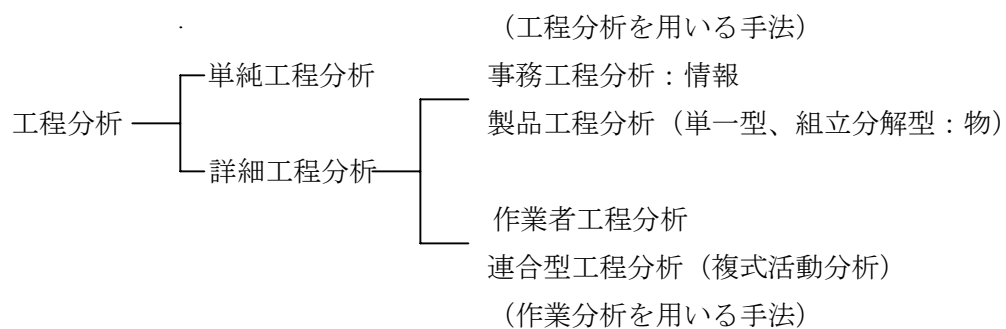 （工程分析を用いる手法）
単純工程分析
事務工程分析：情報
工程分析
製品工程分析（単一型、組立分解型：物）
詳細工程分析
作業者工程分析
連合型工程分析（複式活動分析）
（作業分析を用いる手法）